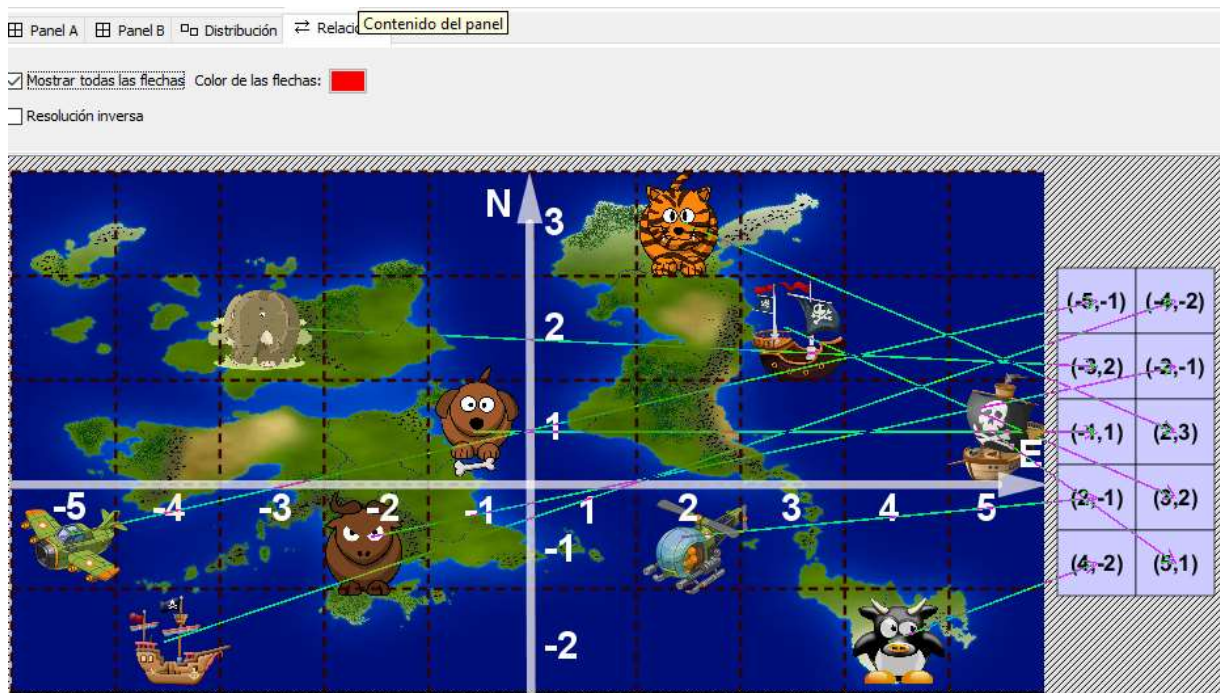 Panel A Panel B Distribución Relacio
Contenido del panel
Mostrar todas las flechas Color de las flechas:
Resolución inversa
N
3
2
1
E
-5 -4 -3 -2 -1 1 2 3 4 5
-1
-2
(-5,-1) (-4,-2)
(-3,2) (-2,-1)
(-1,1) (2,3)
(2,-1) (3,2)
(4,-2) (5,1)